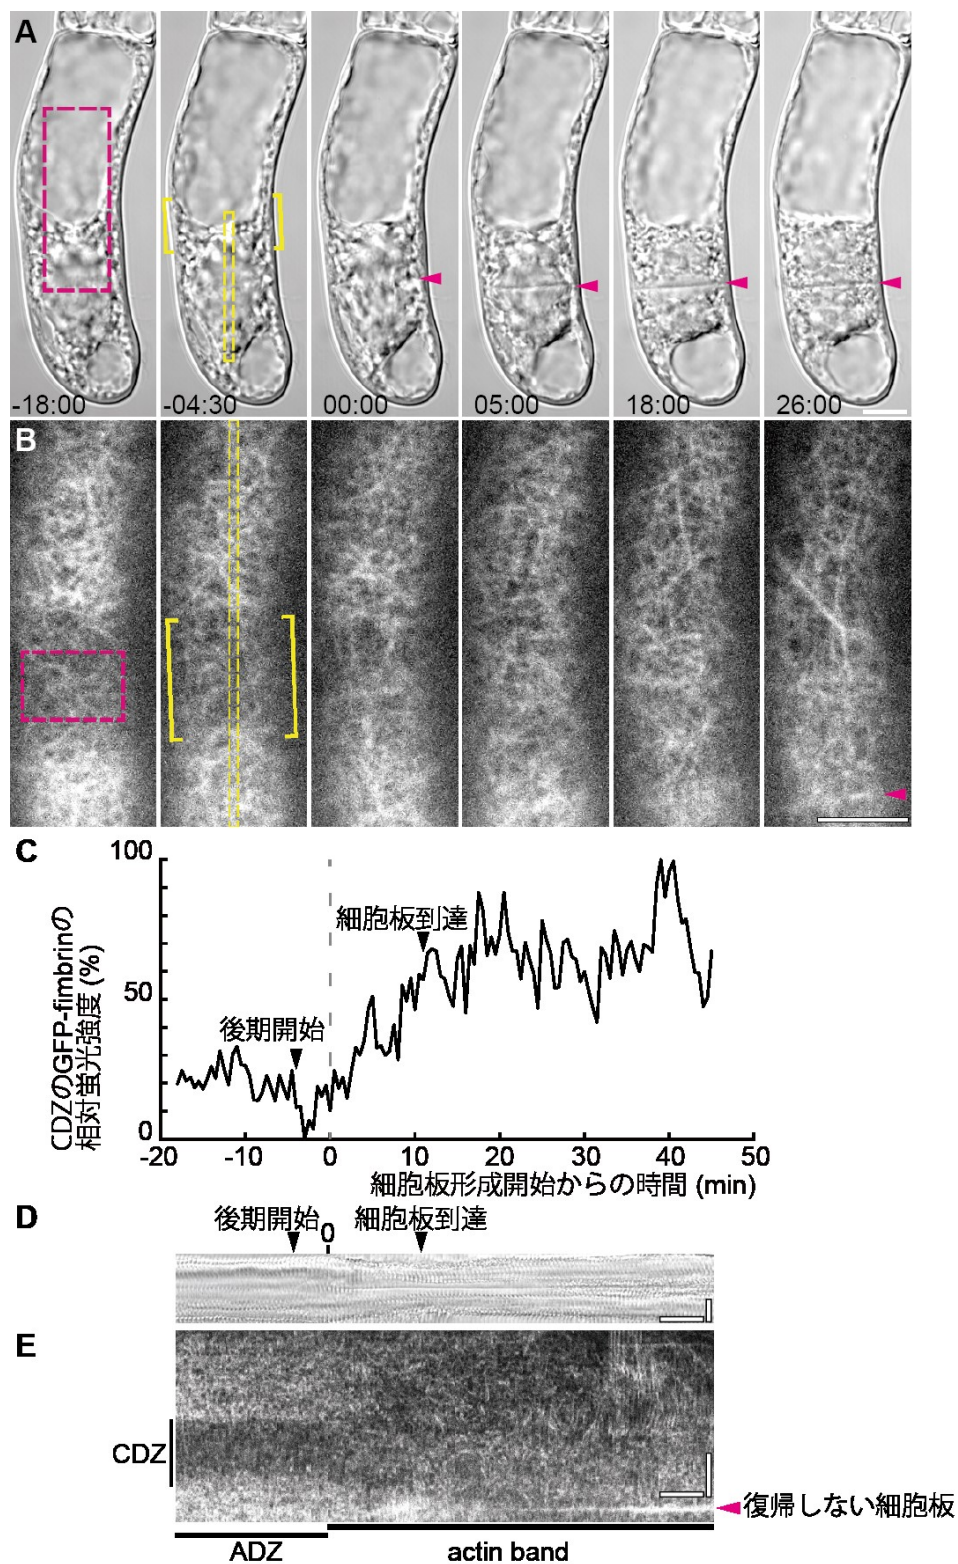 A
-18:00
-04:30
00:00
05:00
18:00
26:00
B
C
CDZのGFP-fimbrinの
相対蛍光強度 (%)
100
50
0
細胞板到達
後期開始
-20
-10
0
10
20
30
40
50
細胞板形成開始からの時間 (min)
D
後期開始
0
細胞板到達
E
CDZ
復帰しない細胞板
ADZ
actin band